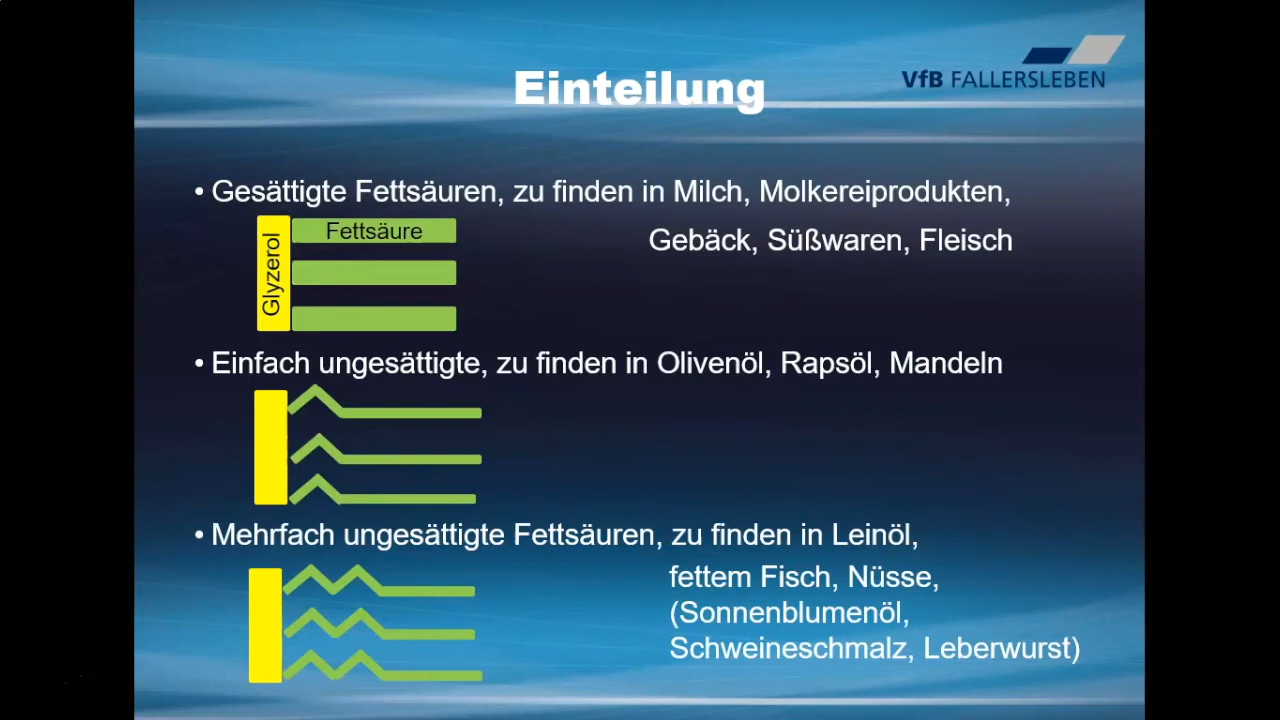 Einteilung
VfB FALLERSLEBEN
• Gesättigte Fettsäuren, zu finden in Milch, Molkereiprodukten,
Gebäck, Süßwaren, Fleisch
Fettsäure
Glyzerol
• Einfach ungesättigte, zu finden in Olivenöl, Rapsöl, Mandeln
• Mehrfach ungesättigte Fettsäuren, zu finden in Leinöl,
fettem Fisch, Nüsse,
(Sonnenblumenöl,
Schweineschmalz, Leberwurst)